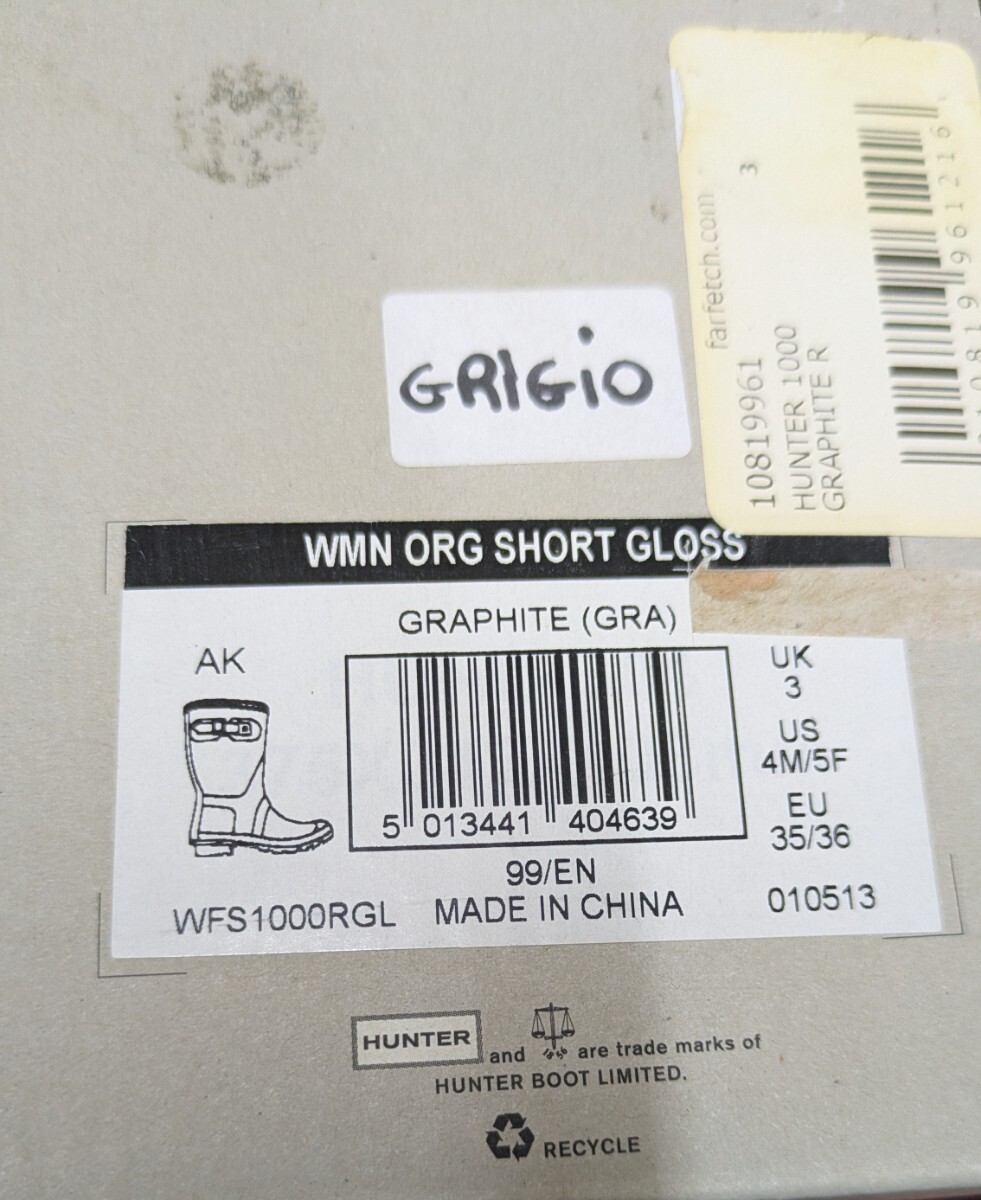 farfetch.com
3
10819961
HUNTER 1000
GRAPHITE R
GRIGIO
WMN ORG SHORT GLOSS
GRAPHITE (GRA)
AK
UK
3
US
4M/5F
EU
35/36
5 013441 404639
99/EN
WFS1000RGL MADE IN CHINA 010513
HUNTER and are trade marks of
HUNTER BOOT LIMITED.
RECYCLE